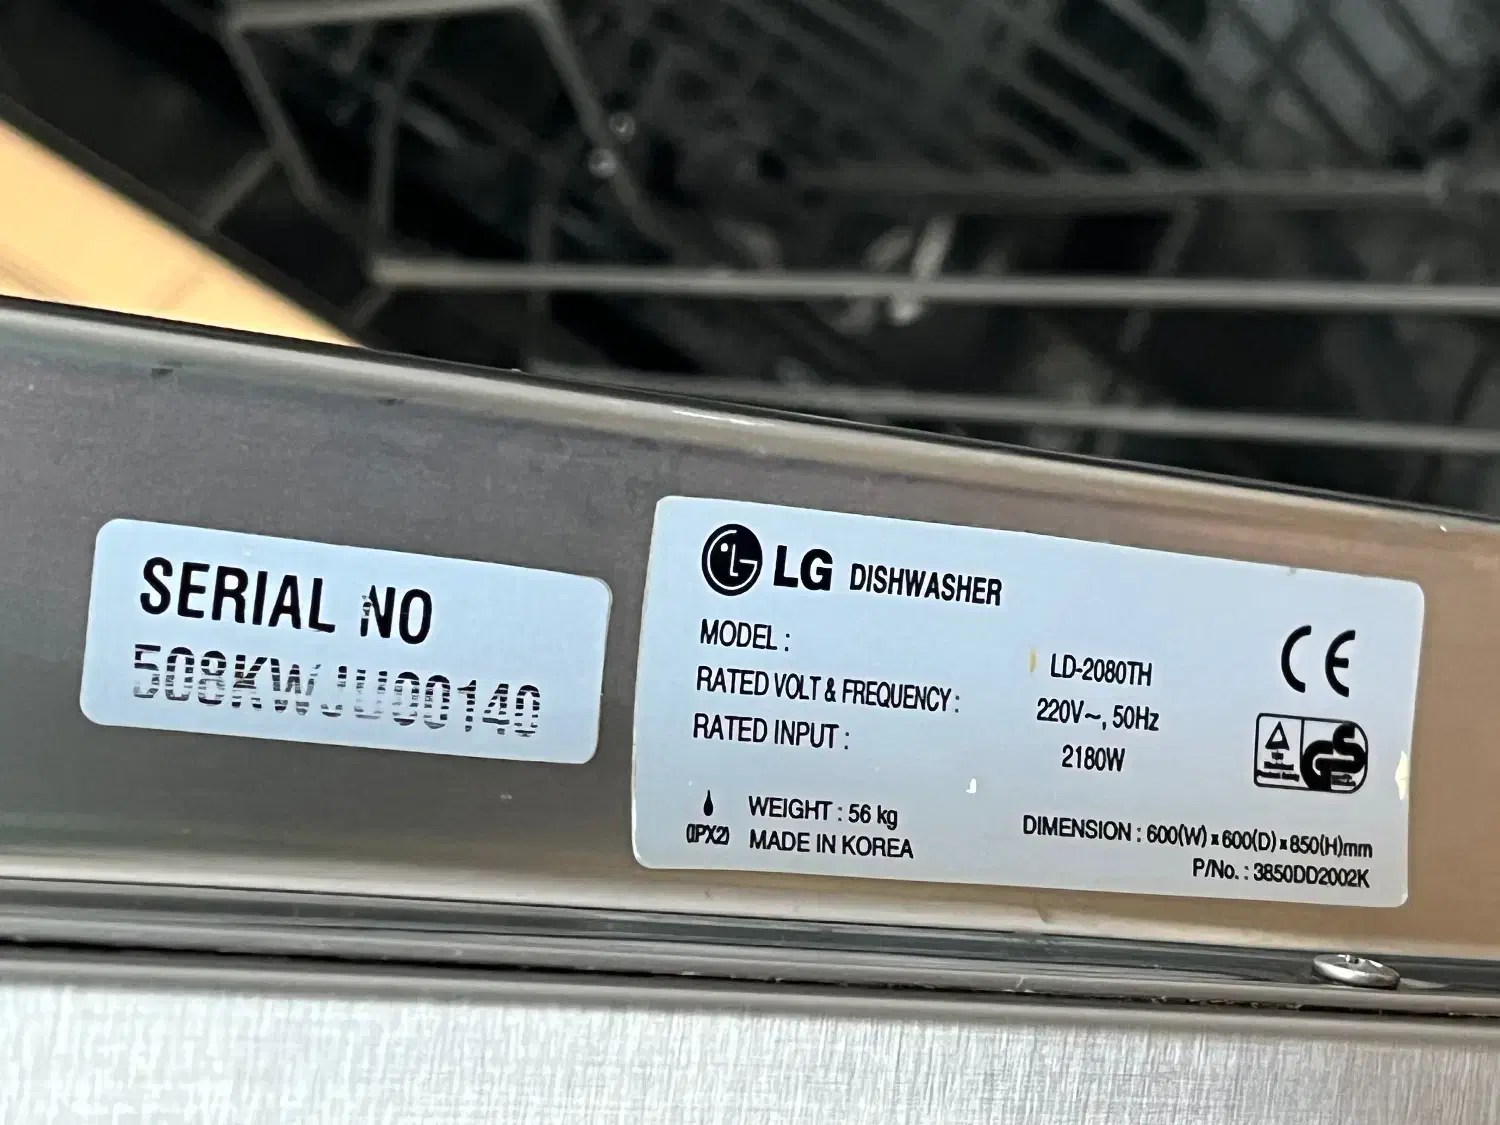 SERIAL NO
LG DISHWASHER
MODEL : LD-2080TH
RATED VOLT & FREQUENCY : 220V~, 50Hz
RATED INPUT : 2180W
CE
GS
WEIGHT : 56 kg
(IPX2) MADE IN KOREA
DIMENSION : 600(W) x 600(D) x 850(H)mm
P/No. : 3850DD2002K